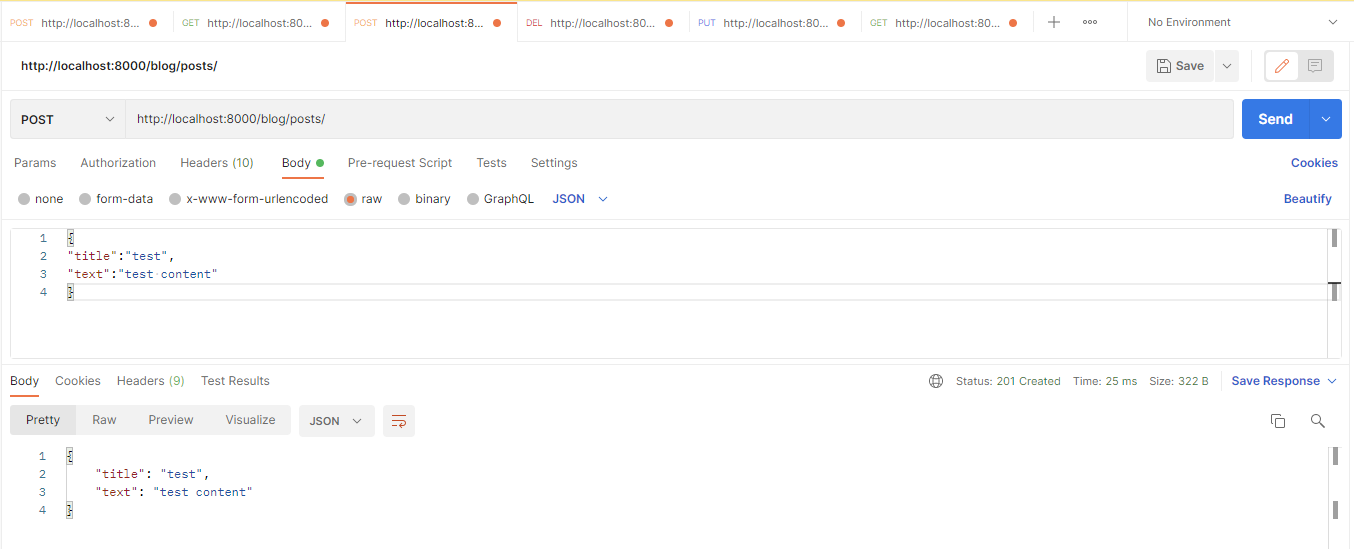 POST http://localhost:80... GET http://localhost:80... POST http://localhost:80... DEL http://localhost:80... PUT http://localhost:80... GET http://localhost:80... No Environment
http://localhost:8000/blog/posts/ Save
POST http://localhost:8000/blog/posts/ Send
Params Authorization Headers (10) Body Pre-request Script Tests Settings Cookies
none form-data x-www-form-urlencoded raw binary GraphQL JSON Beautify
1 {
2 "title":"test",
3 "text":"test content"
4 }
Body Cookies Headers (9) Test Results Status: 201 Created Time: 25 ms Size: 322 B Save Response
Pretty Raw Preview Visualize JSON
1 {
2 "title": "test",
3 "text": "test content"
4 }